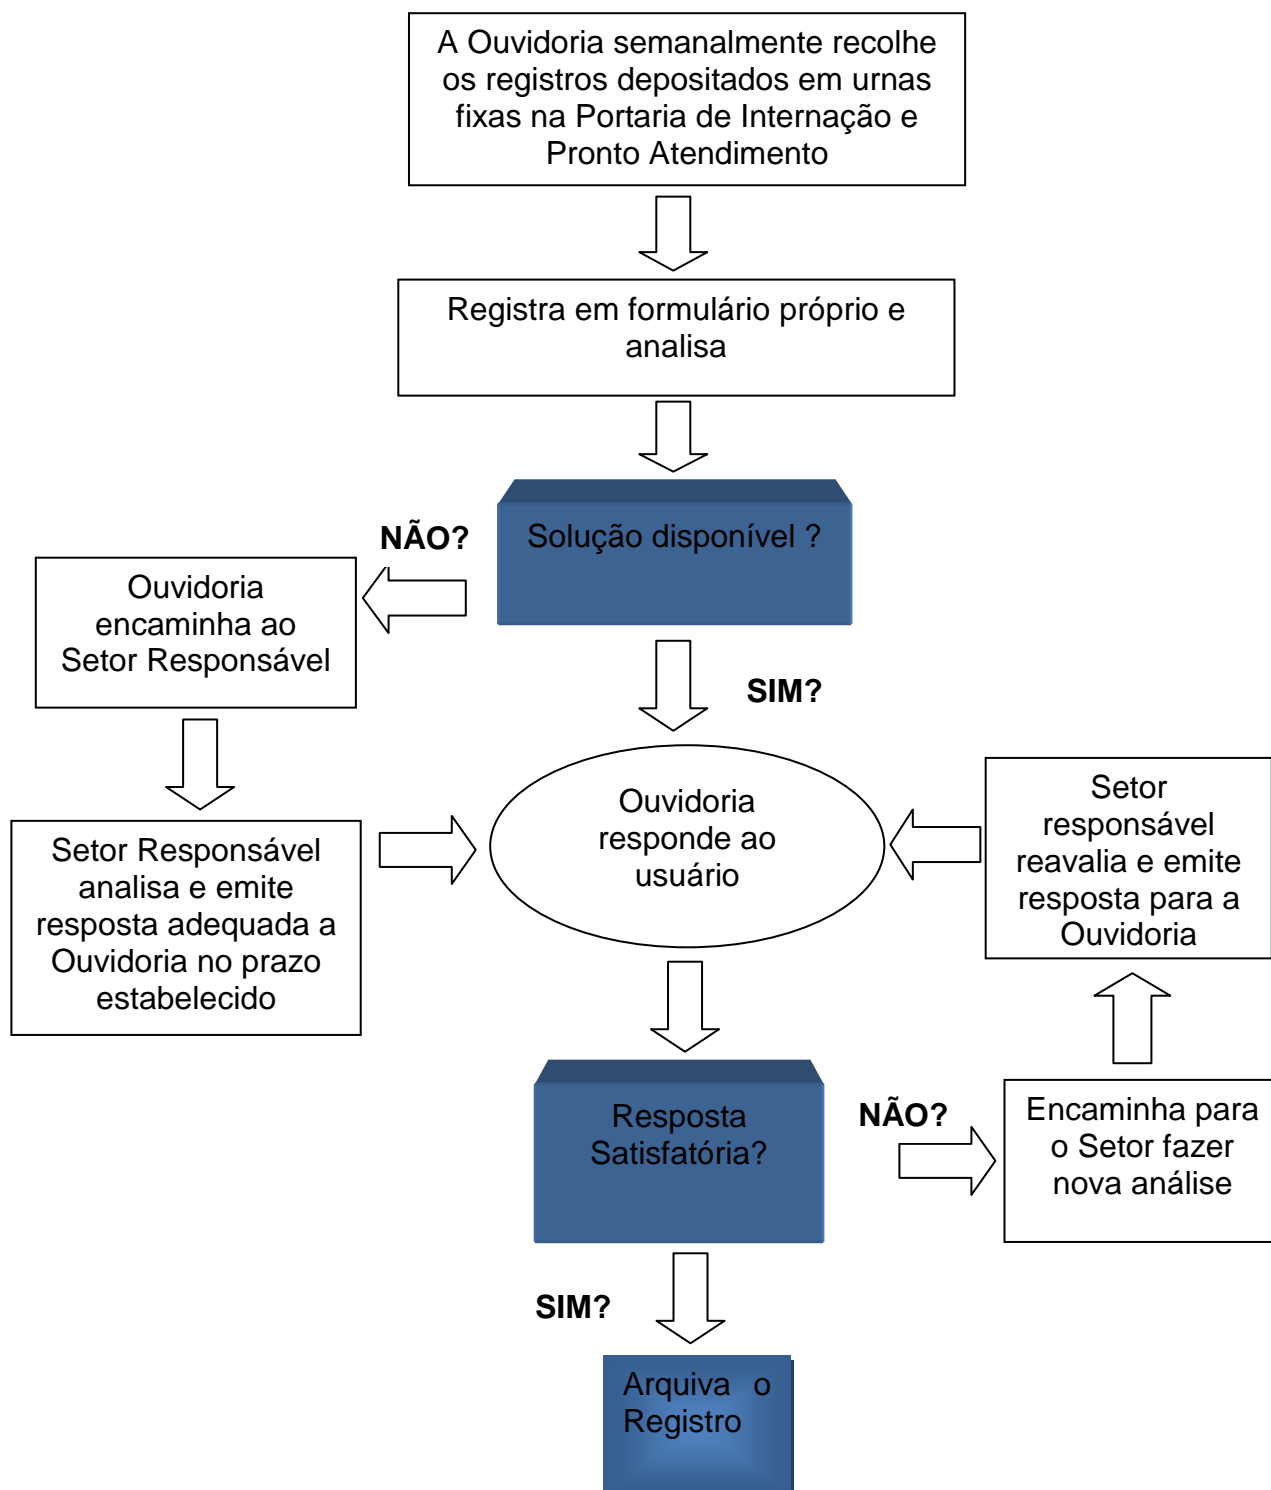 A Ouvidoria semanalmente recolhe
os registros depositados em urnas
fixas na Portaria de Internação e
Pronto Atendimento
Registra em formulário próprio e
analisa
Solução disponível ?
NÃO?
Ouvidoria
encaminha ao
Setor Responsável
SIM?
Setor Responsável
analisa e emite
resposta adequada a
Ouvidoria no prazo
estabelecido
Ouvidoria
responde ao
usuário
Setor
responsável
reavalia e emite
resposta para a
Ouvidoria
Resposta
Satisfatória?
NÃO?
Encaminha para
o Setor fazer
nova análise
SIM?
Arquiva o
Registro